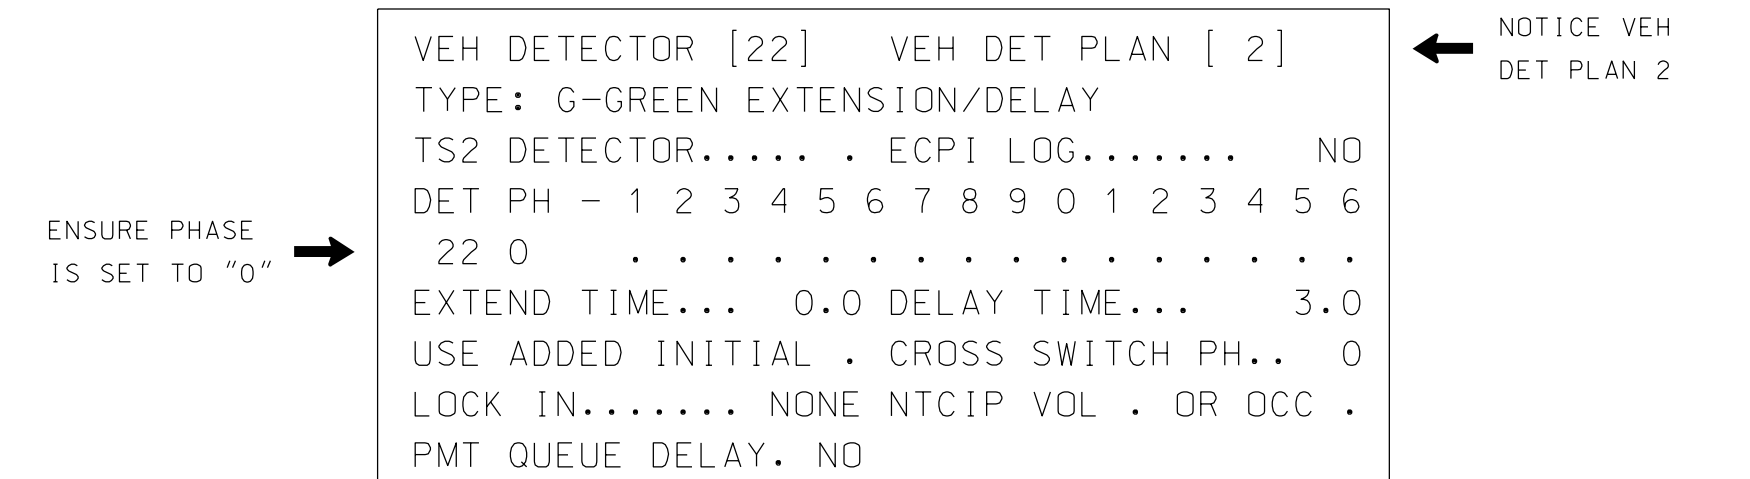 VEH DETECTOR [22] VEH DET PLAN [ 2]
TYPE: G-GREEN EXTENSION/DELAY
TS2 DETECTOR..... . ECPI LOG....... NO
DET PH - 1 2 3 4 5 6 7 8 9 0 1 2 3 4 5 6
22 0 . . . . . . . . . . . . . . . .
EXTEND TIME... 0.0 DELAY TIME... 3.0
USE ADDED INITIAL . CROSS SWITCH PH.. 0
LOCK IN....... NONE NTCIP VOL . OR OCC .
PMT QUEUE DELAY. NO
NOTICE VEH
DET PLAN 2
ENSURE PHASE
IS SET TO "0"